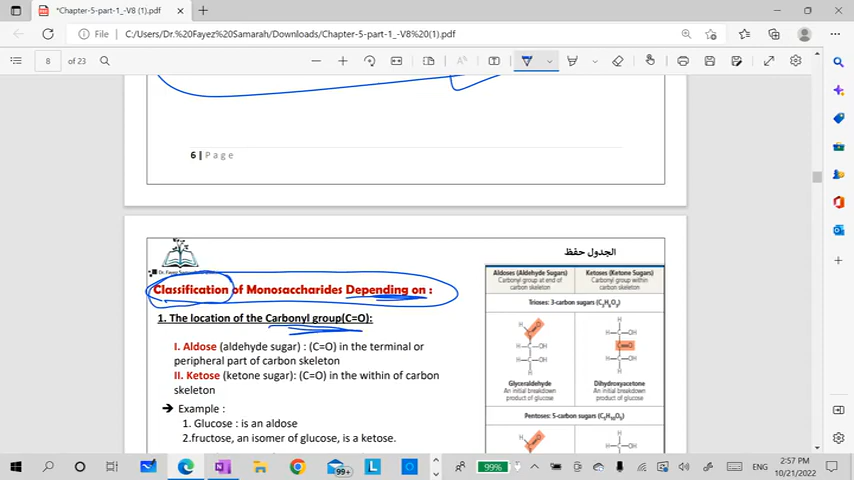 *Chapter-5-part-1_-V8 (1).pdf
File
C:/Users/Dr.%20Fayez%20Samarah/Downloads/Chapter-5-part-1_-V8%20(1).pdf
8
of 23
6 | Page
الجدول حفظ
Classification of Monosaccharides Depending on :
1. The location of the Carbonyl group(C=O):
I. Aldose (aldehyde sugar) : (C=O) in the terminal or
peripheral part of carbon skeleton
II. Ketose (ketone sugar): (C=O) in the within of carbon
skeleton
➔ Example :
1. Glucose : is an aldose
2.fructose, an isomer of glucose, is a ketose.
Aldoses (Aldehyde Sugars)
Carbonyl group at end of
carbon skeleton
Ketoses (Ketone Sugars)
Carbonyl group within
carbon skeleton
Trioses: 3-carbon sugars (C₃H₆O₃)
Glyceraldehyde
An initial breakdown
product of glucose
Dihydroxyacetone
An initial breakdown
product of glucose
Pentoses: 5-carbon sugars (C₅H₁₀O₅)
99+
99%
ENG
2:57 PM
10/21/2022